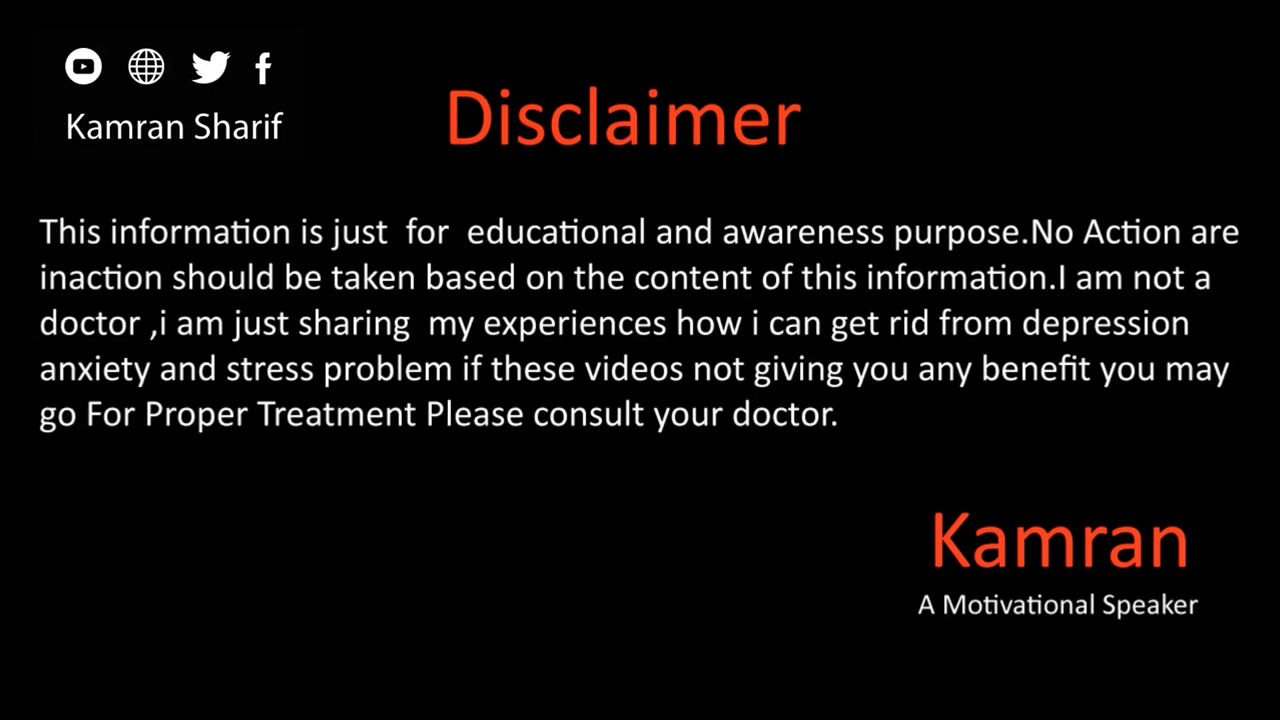 Kamran Sharif
Disclaimer
This information is just for educational and awareness purpose.No Action are
inaction should be taken based on the content of this information.I am not a
doctor ,i am just sharing my experiences how i can get rid from depression
anxiety and stress problem if these videos not giving you any benefit you may
go For Proper Treatment Please consult your doctor.
Kamran
A Motivational Speaker